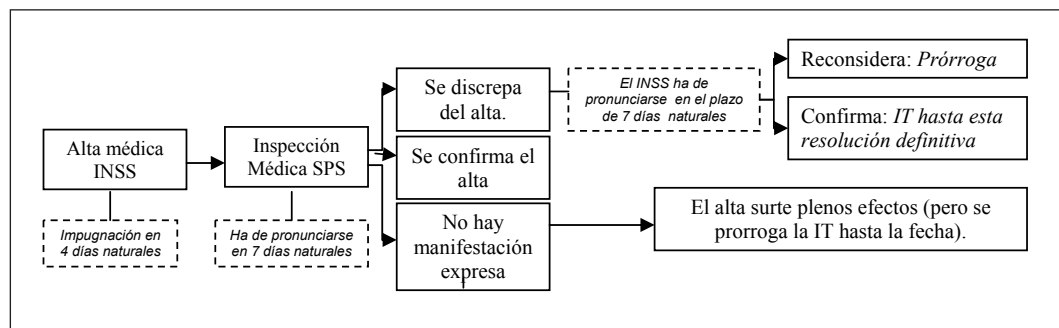 Alta médica
INSS
Impugnación en
4 días naturales
Inspección
Médica SPS
Ha de pronunciarse
en 7 días naturales
Se discrepa
del alta.
El INSS ha de
pronunciarse en el plazo
de 7 días naturales
Reconsidera: Prórroga
Confirma: IT hasta esta
resolución definitiva
Se confirma el
alta
No hay
manifestación
expresa
El alta surte plenos efectos (pero se
prorroga la IT hasta la fecha).